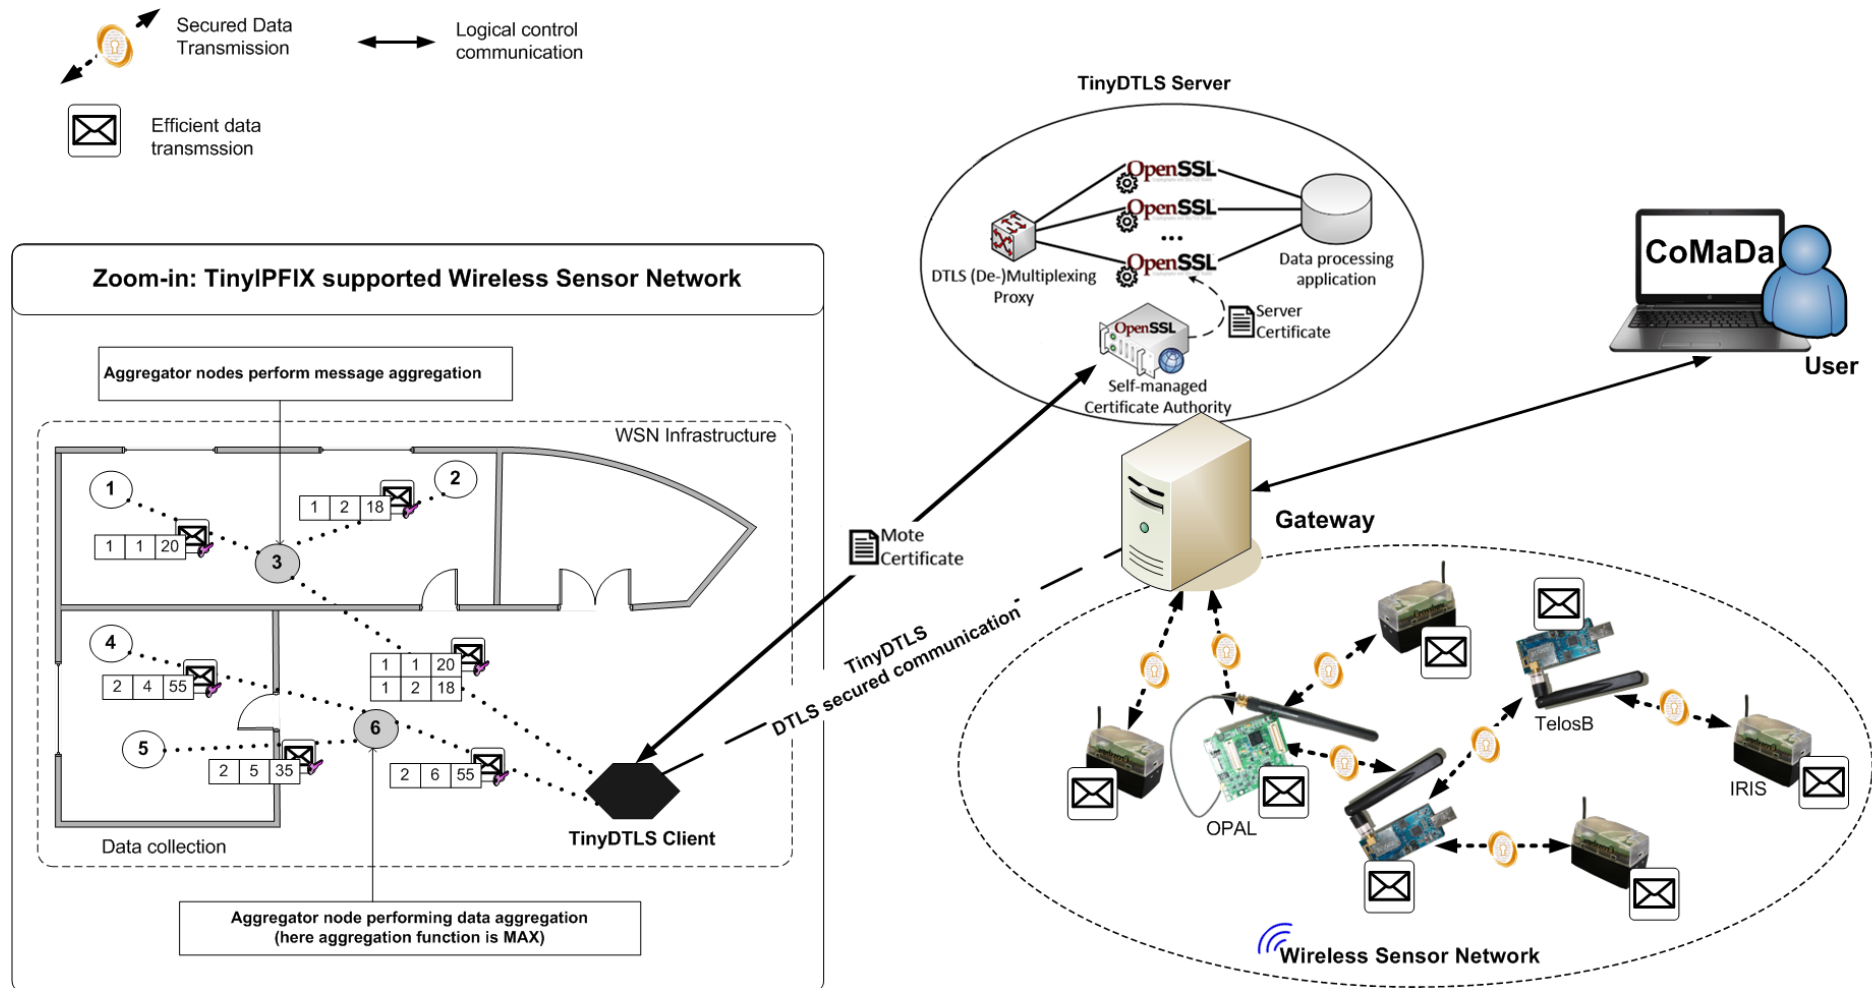 Secured Data
Transmission
Logical control
communication
Efficient data
transmssion
TinyDTLS Server
OpenSSL
OpenSSL
...
OpenSSL
DTLS (De-)Multiplexing
Proxy
Data processing
application
Server
Certificate
OpenSSL
Self-managed
Certificate Authority
CoMaDa
User
Gateway
Zoom-in: TinyIPFIX supported Wireless Sensor Network
Aggregator nodes perform message aggregation
WSN Infrastructure
1
2
1 2 18
1 1 20
3
4
1 1 20
1 2 18
2 4 55
6
5
2 5 35
2 6 55
TinyDTLS Client
Data collection
Aggregator node performing data aggregation
(here aggregation function is MAX)
Mote
Certificate
TinyDTLS
DTLS secured communication
TelosB
IRIS
OPAL
Wireless Sensor Network